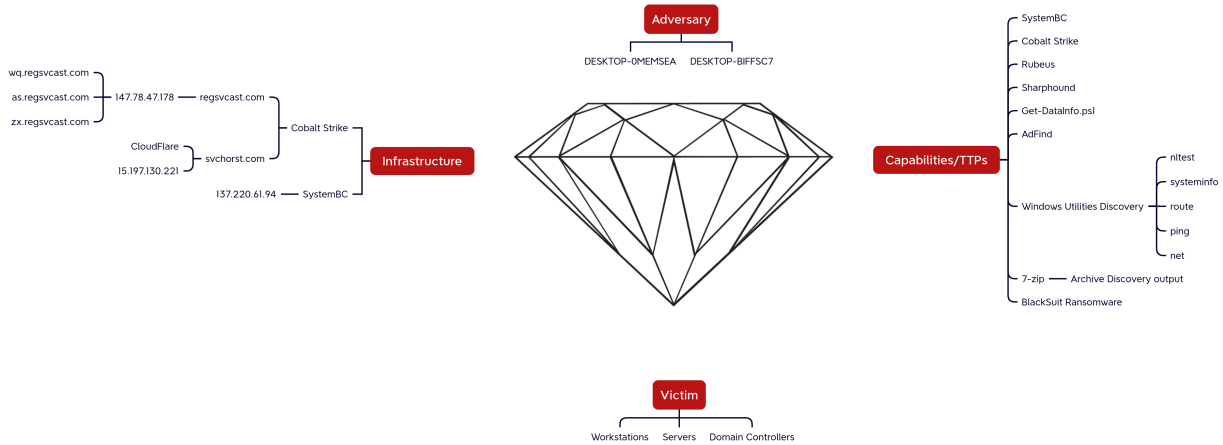 Adversary
DESKTOP-0MEMSEA
DESKTOP-BIFFSC7
Infrastructure
Cobalt Strike
regsvcast.com
147.78.47.178
wq.regsvcast.com
as.regsvcast.com
zx.regsvcast.com
svchorst.com
CloudFlare
15.197.130.221
SystemBC
137.220.61.94
Capabilities/TTPs
SystemBC
Cobalt Strike
Rubeus
Sharphound
Get-DataInfo.ps1
AdFind
Windows Utilities Discovery
nltest
systeminfo
route
ping
net
7-zip
Archive Discovery output
BlackSuit Ransomware
Victim
Workstations
Servers
Domain Controllers